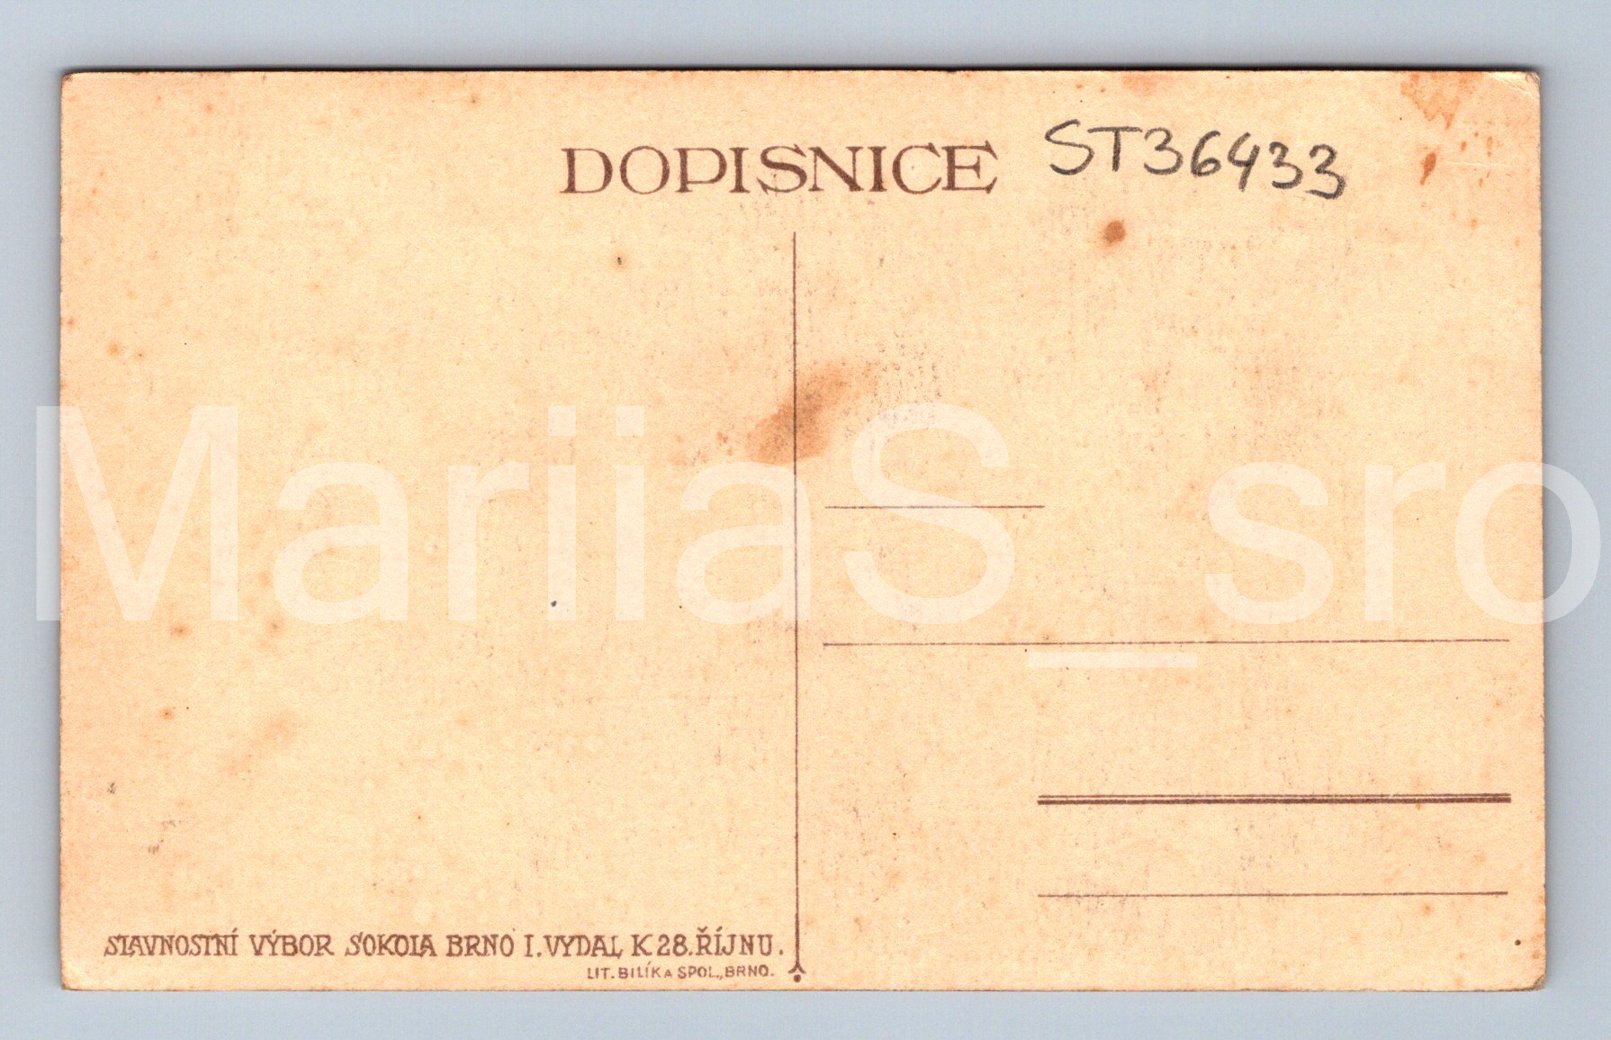 DOPISNICE ST36433
MariiaS_sro
SLAVNOSTNÍ VÝBOR SOKOLA BRNO I. VYDAL K 28. ŘÍJNU.
LIT. BILÍK A SPOL., BRNO.